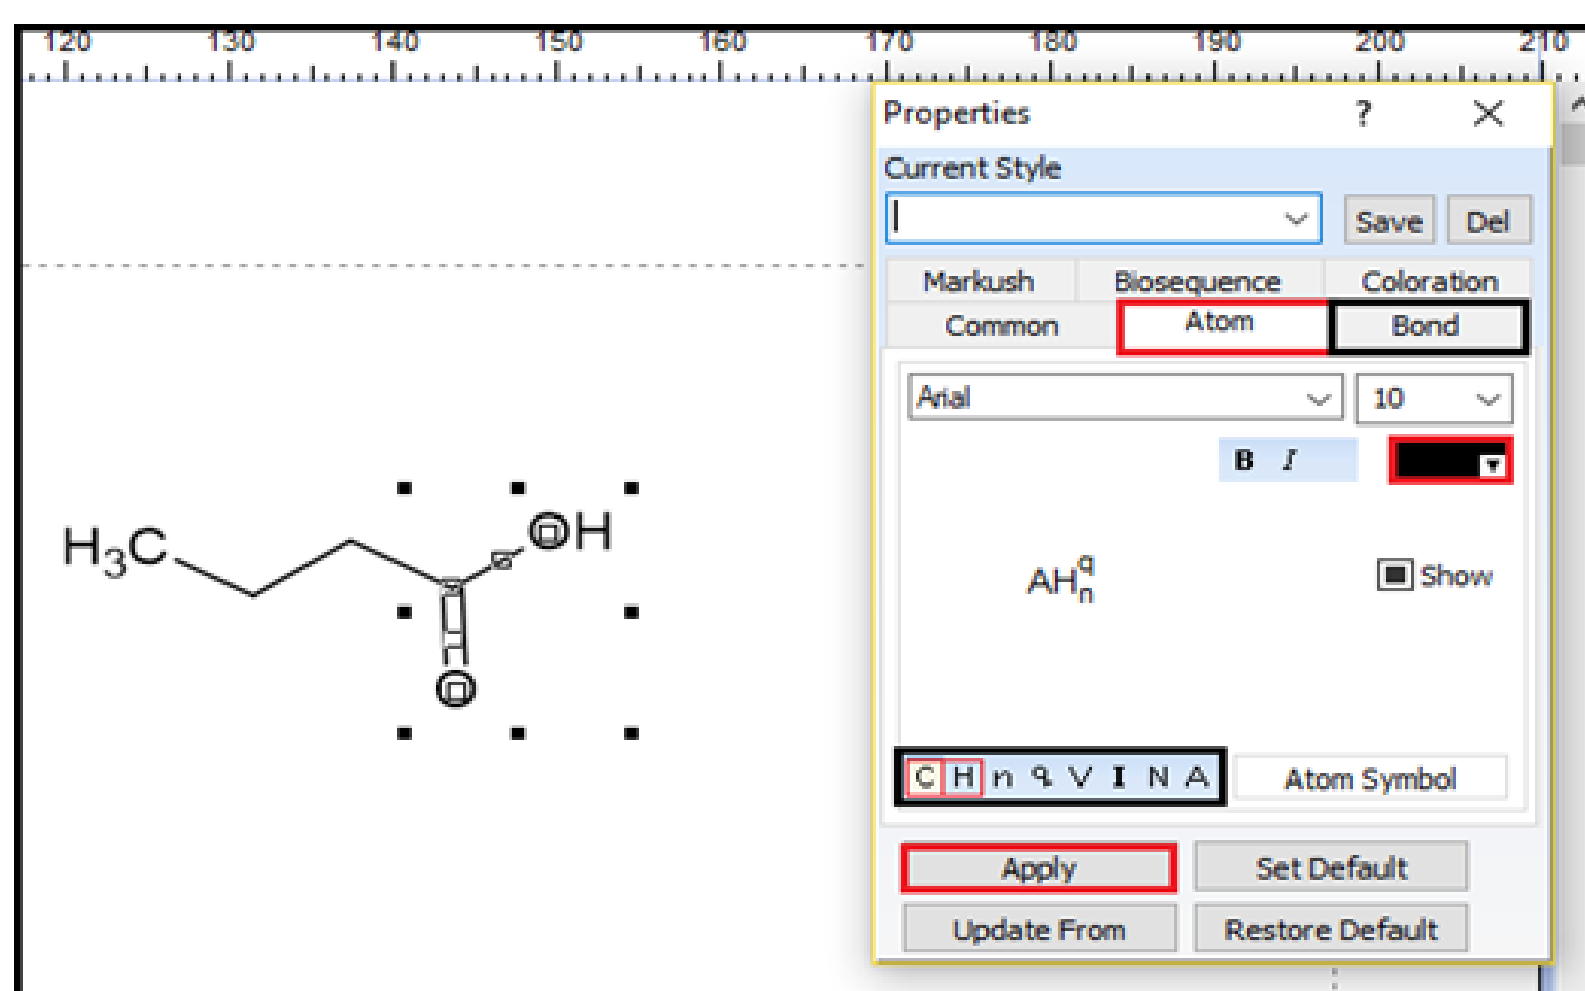 120 130 140 150 160 170 180 190 200 210
Properties ? ×
Current Style
Save Del
Markush Biosequence Coloration
Common Atom Bond
Arial 10
B I
H₃C OH
O
AHₙq Show
C H n q V I N A Atom Symbol
Apply Set Default
Update From Restore Default